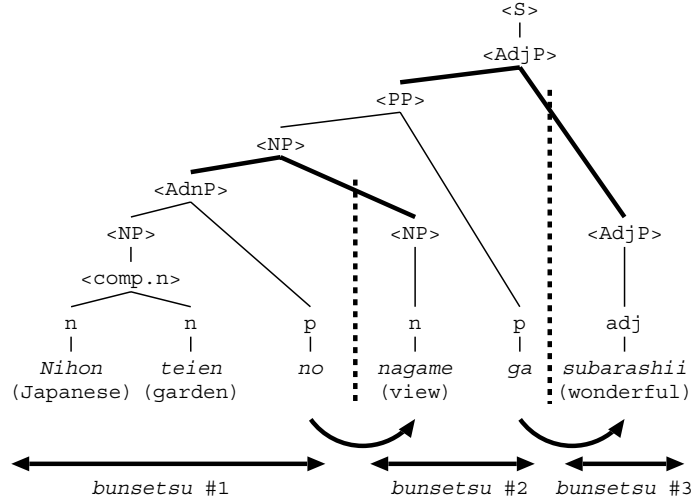 <S>
<AdjP>
<PP>
<NP>
<AdnP>
<NP> <NP> <AdjP>
<comp.n>
n n p n p adj
Nihon teien no nagame ga subarashii
(Japanese) (garden) (view) (wonderful)
bunsetsu #1 bunsetsu #2 bunsetsu #3